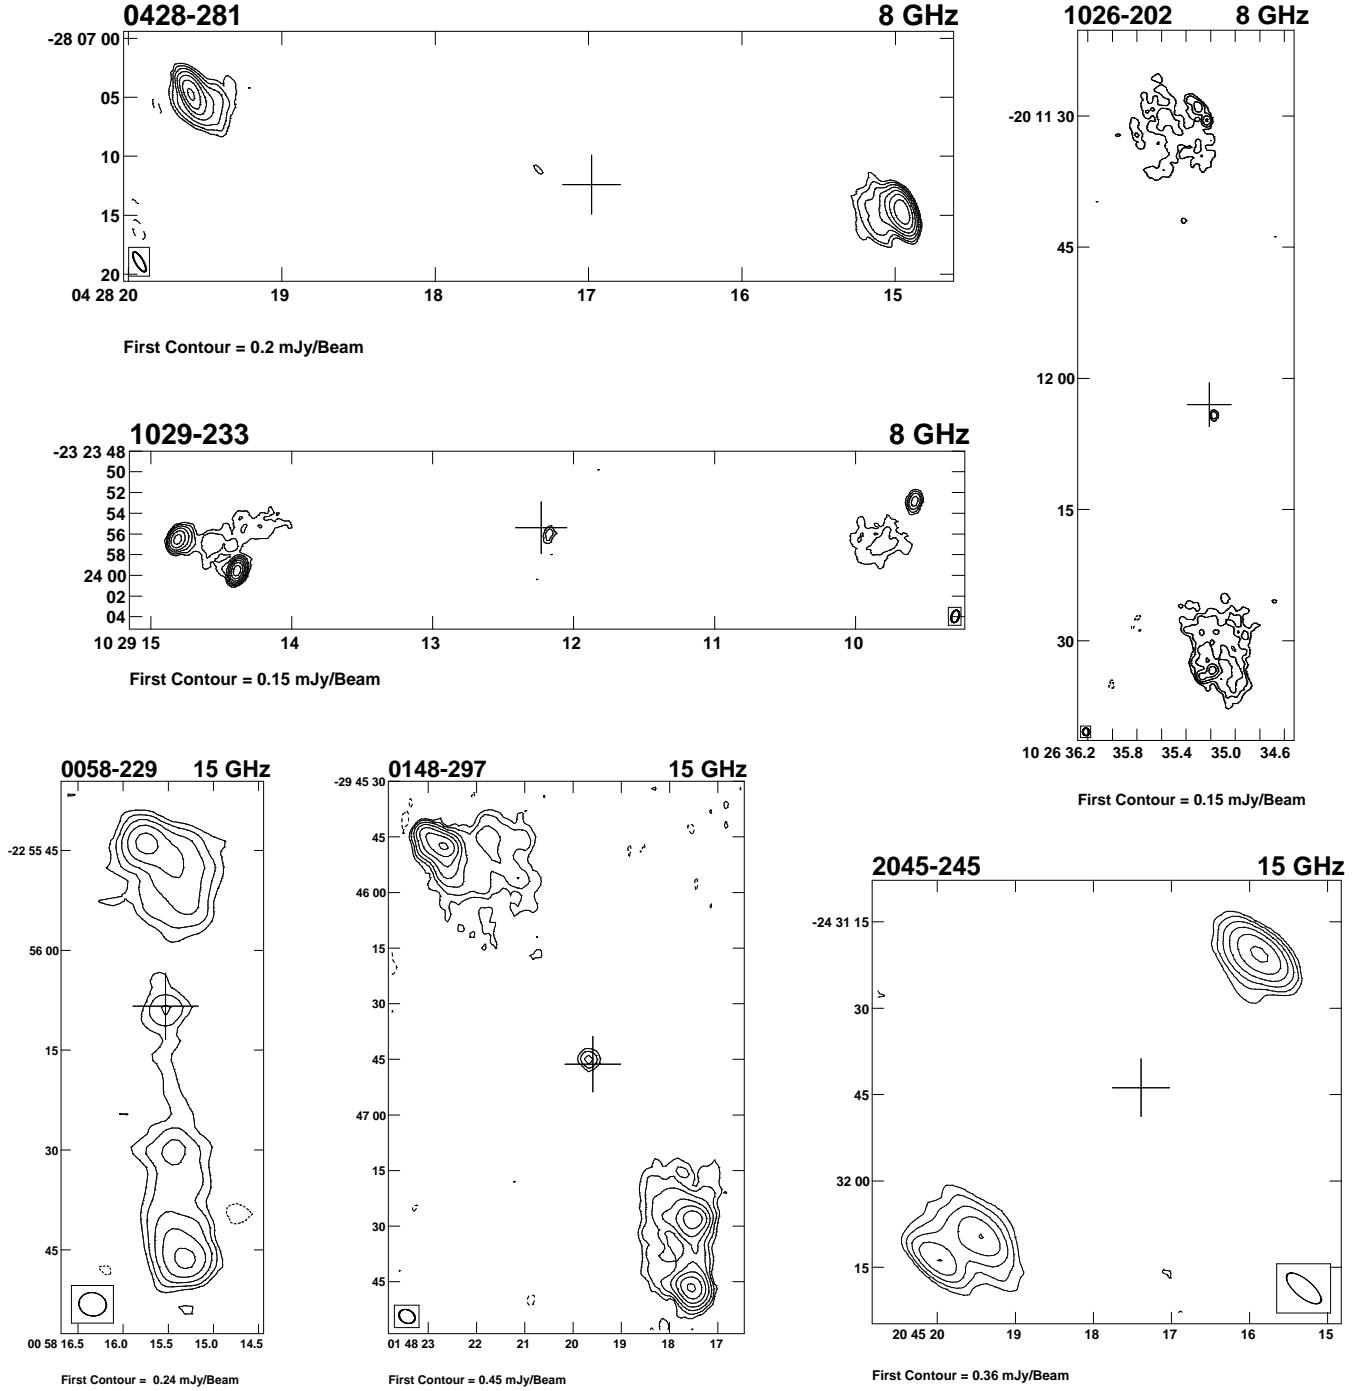 0428-281 8 GHz
-28 07 00
05
10
15
20
04 28 20 19 18 17 16 15
First Contour = 0.2 mJy/Beam
1026-202 8 GHz
-20 11 30
45
12 00
15
30
10 26 36.2 35.8 35.4 35.0 34.6
First Contour = 0.15 mJy/Beam
1029-233 8 GHz
-23 23 48
50
52
54
56
58
24 00
02
04
10 29 15 14 13 12 11 10
First Contour = 0.15 mJy/Beam
0058-229 15 GHz
-22 55 45
56 00
15
30
45
00 58 16.5 16.0 15.5 15.0 14.5
First Contour = 0.24 mJy/Beam
0148-297 15 GHz
-29 45 30
45
46 00
15
30
45
47 00
15
30
45
01 48 23 22 21 20 19 18 17
First Contour = 0.45 mJy/Beam
2045-245 15 GHz
-24 31 15
30
45
32 00
15
20 45 20 19 18 17 16 15
First Contour = 0.36 mJy/Beam